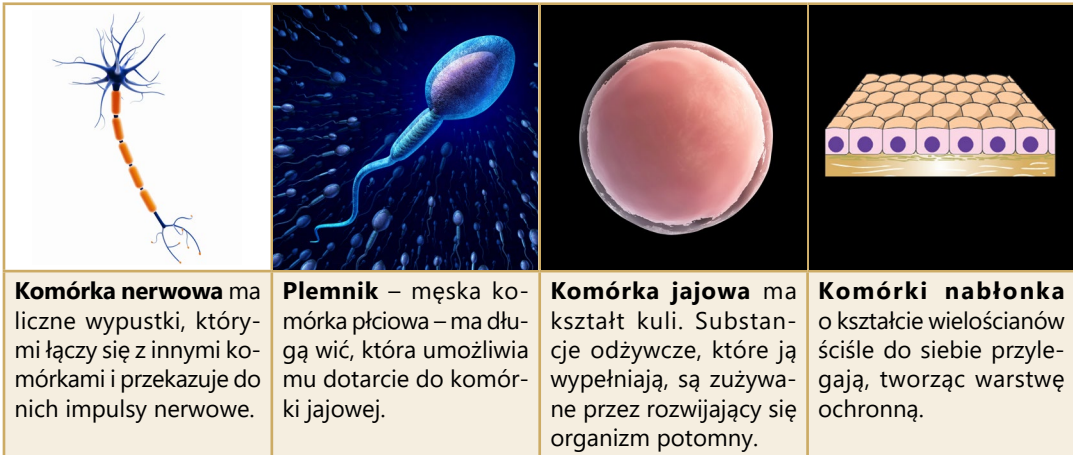 Komórka nerwowa ma
liczne wypustki, który-
mi łączy się z innymi ko-
mórkami i przekazuje do
nich impulsy nerwowe.
Plemnik – męska ko-
mórka płciowa – ma dłu-
gą wić, która umożliwia
mu dotarcie do komór-
ki jajowej.
Komórka jajowa ma
kształt kuli. Substan-
cje odżywcze, które ją
wypełniają, są zużywa-
ne przez rozwijający się
organizm potomny.
Komórki nabłonka
o kształcie wielościanów
ściśle do siebie przyle-
gają, tworząc warstwę
ochronną.